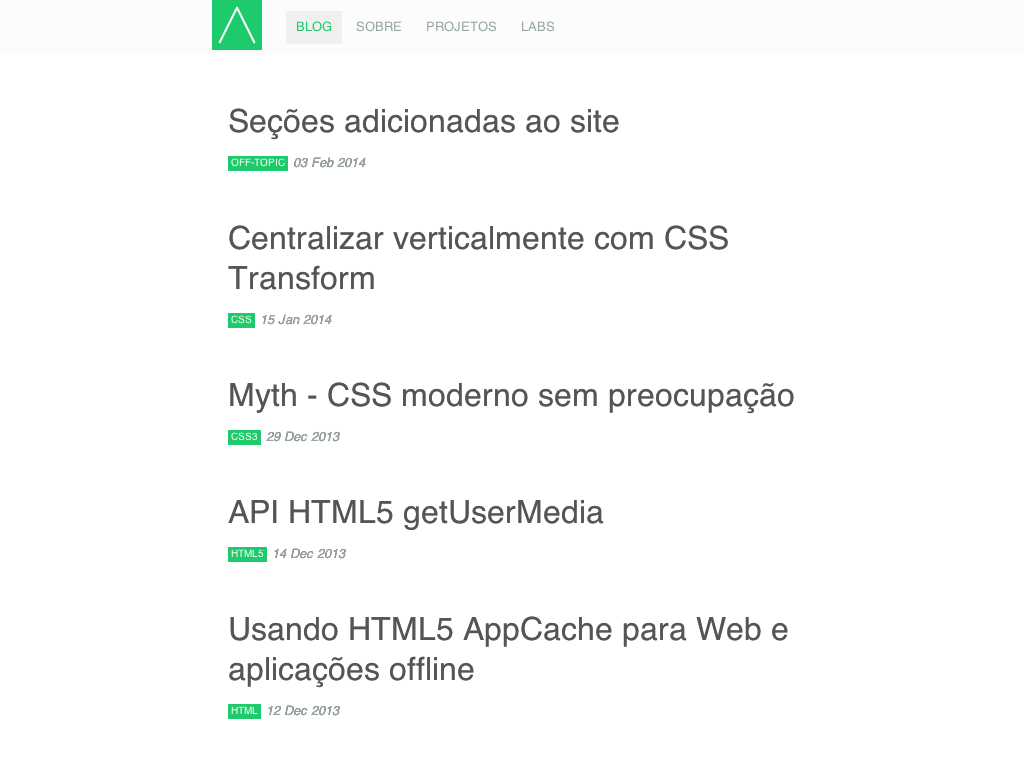 BLOG SOBRE PROJETOS LABS
Seções adicionadas ao site
OFF-TOPIC 03 Feb 2014
Centralizar verticalmente com CSS
Transform
CSS 15 Jan 2014
Myth - CSS moderno sem preocupação
CSS3 29 Dec 2013
API HTML5 getUserMedia
HTML5 14 Dec 2013
Usando HTML5 AppCache para Web e
aplicações offline
HTML 12 Dec 2013